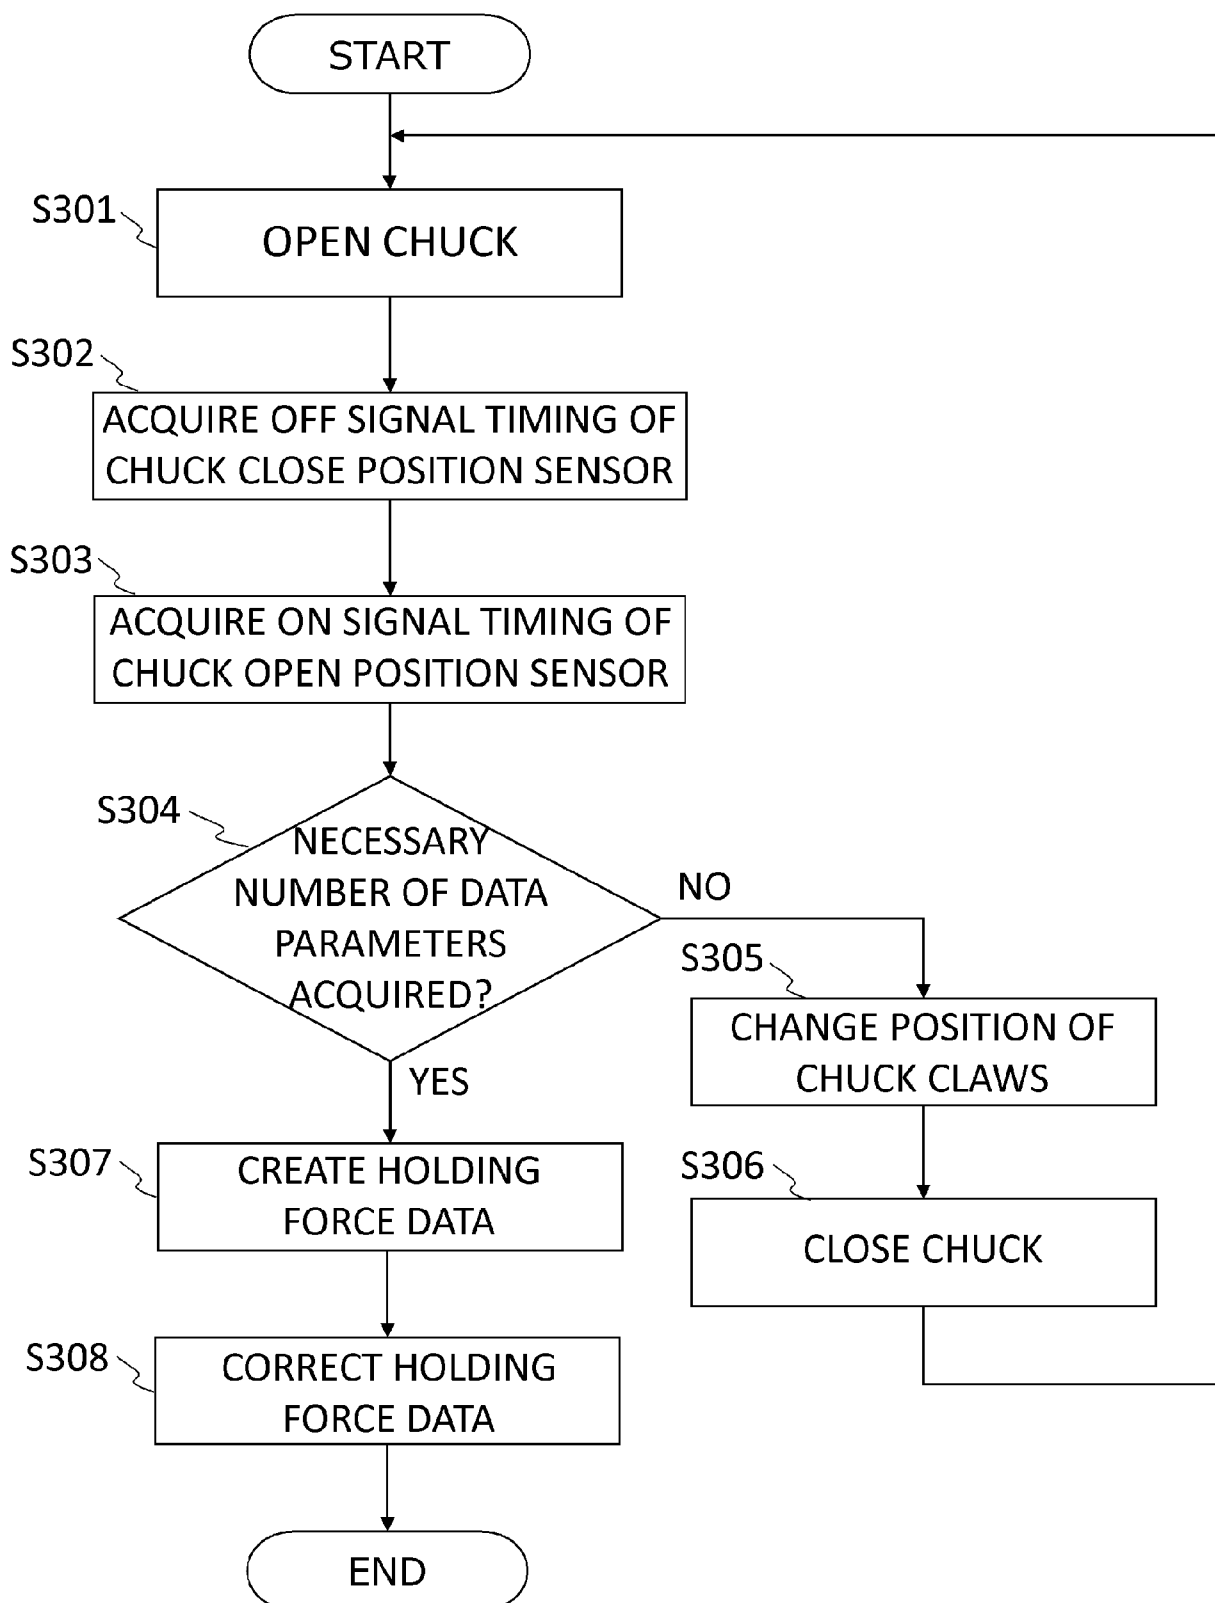 START
S301
OPEN CHUCK
S302
ACQUIRE OFF SIGNAL TIMING OF
CHUCK CLOSE POSITION SENSOR
S303
ACQUIRE ON SIGNAL TIMING OF
CHUCK OPEN POSITION SENSOR
S304
NECESSARY
NUMBER OF DATA
PARAMETERS
ACQUIRED?
NO
S305
CHANGE POSITION OF
CHUCK CLAWS
YES
S306
CLOSE CHUCK
S307
CREATE HOLDING
FORCE DATA
S308
CORRECT HOLDING
FORCE DATA
END